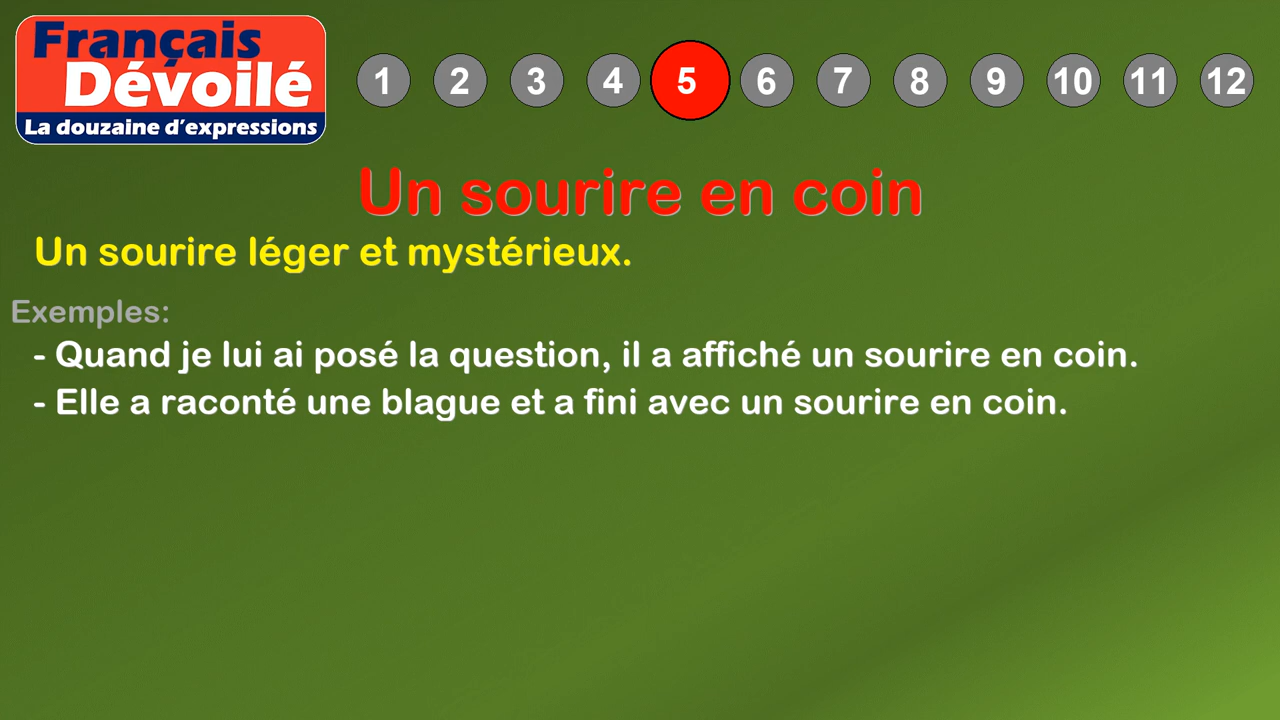 Français
Dévoilé
La douzaine d'expressions
1 2 3 4 5 6 7 8 9 10 11 12
Un sourire en coin
Un sourire léger et mystérieux.
Exemples:
- Quand je lui ai posé la question, il a affiché un sourire en coin.
- Elle a raconté une blague et a fini avec un sourire en coin.